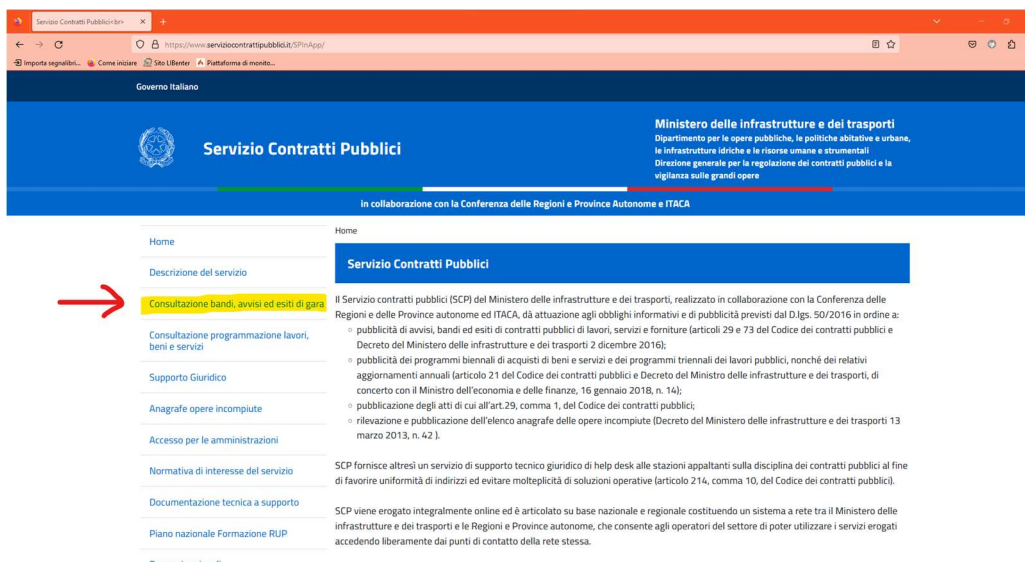 Servizio Contratti Pubblici<br>
https://www.serviziocontrattipubblici.it/SPInApp/
Importa segnalibri... Come iniziare Sito LIBenter Piattaforma di monito...
Governo Italiano
Servizio Contratti Pubblici
Ministero delle infrastrutture e dei trasporti
Dipartimento per le opere pubbliche, le politiche abitative e urbane,
le infrastrutture idriche e le risorse umane e strumentali
Direzione generale per la regolazione dei contratti pubblici e la
vigilanza sulle grandi opere
in collaborazione con la Conferenza delle Regioni e Province Autonome e ITACA
Home
Descrizione del servizio
Consultazione bandi, avvisi ed esiti di gara
Consultazione programmazione lavori,
beni e servizi
Supporto Giuridico
Anagrafe opere incompiute
Accesso per le amministrazioni
Normativa di interesse del servizio
Documentazione tecnica a supporto
Piano nazionale Formazione RUP
Home
Servizio Contratti Pubblici
Il Servizio contratti pubblici (SCP) del Ministero delle infrastrutture e dei trasporti, realizzato in collaborazione con la Conferenza delle
Regioni e delle Province autonome ed ITACA, dà attuazione agli obblighi informativi e di pubblicità previsti dal D.lgs. 50/2016 in ordine a:
pubblicità di avvisi, bandi ed esiti di contratti pubblici di lavori, servizi e forniture (articoli 29 e 73 del Codice dei contratti pubblici e
Decreto del Ministero delle infrastrutture e dei trasporti 2 dicembre 2016);
pubblicità dei programmi biennali di acquisti di beni e servizi e dei programmi triennali dei lavori pubblici, nonché dei relativi
aggiornamenti annuali (articolo 21 del Codice dei contratti pubblici e Decreto del Ministro delle infrastrutture e dei trasporti, di
concerto con il Ministro dell'economia e delle finanze, 16 gennaio 2018, n. 14);
pubblicazione degli atti di cui all'art.29, comma 1, del Codice dei contratti pubblici;
rilevazione e pubblicazione dell'elenco anagrafe delle opere incompiute (Decreto del Ministero delle infrastrutture e dei trasporti 13
marzo 2013, n. 42 ).
SCP fornisce altresì un servizio di supporto tecnico giuridico di help desk alle stazioni appaltanti sulla disciplina dei contratti pubblici al fine
di favorire uniformità di indirizzi ed evitare molteplicità di soluzioni operative (articolo 214, comma 10, del Codice dei contratti pubblici).
SCP viene erogato integralmente online ed è articolato su base nazionale e regionale costituendo un sistema a rete tra il Ministero delle
infrastrutture e dei trasporti e le Regioni e Province autonome, che consente agli operatori del settore di poter utilizzare i servizi erogati
accedendo liberamente dai punti di contatto della rete stessa.